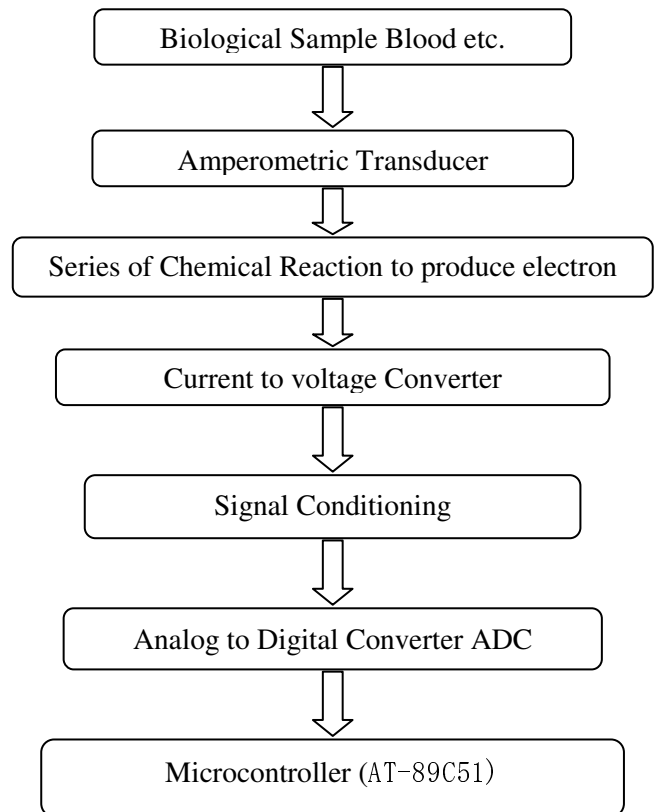 Biological Sample Blood etc.
Amperometric Transducer
Series of Chemical Reaction to produce electron
Current to voltage Converter
Signal Conditioning
Analog to Digital Converter ADC
Microcontroller (AT-89C51)